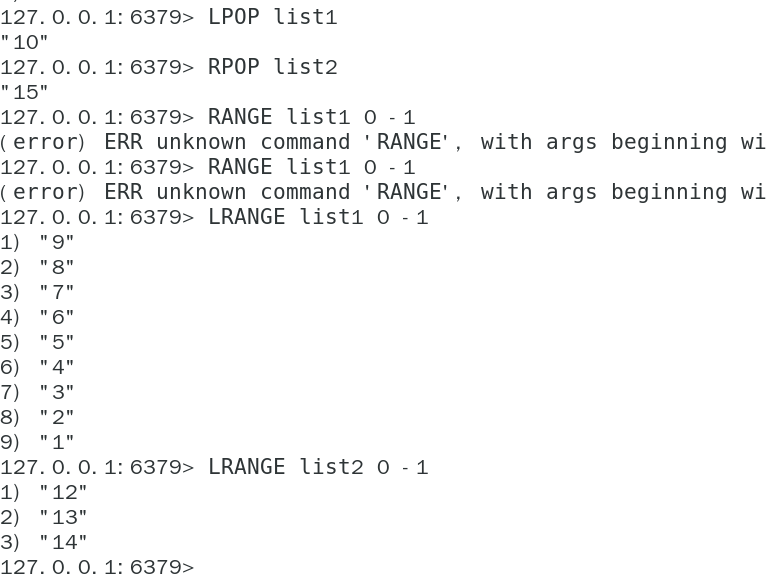 127.0.0.1:6379> LPOP list1
"10"
127.0.0.1:6379> RPOP list2
"15"
127.0.0.1:6379> RANGE list1 0 -1
(error) ERR unknown command 'RANGE', with args beginning wi
127.0.0.1:6379> RANGE list1 0 -1
(error) ERR unknown command 'RANGE', with args beginning wi
127.0.0.1:6379> LRANGE list1 0 -1
1) "9"
2) "8"
3) "7"
4) "6"
5) "5"
6) "4"
7) "3"
8) "2"
9) "1"
127.0.0.1:6379> LRANGE list2 0 -1
1) "12"
2) "13"
3) "14"
127.0.0.1:6379>